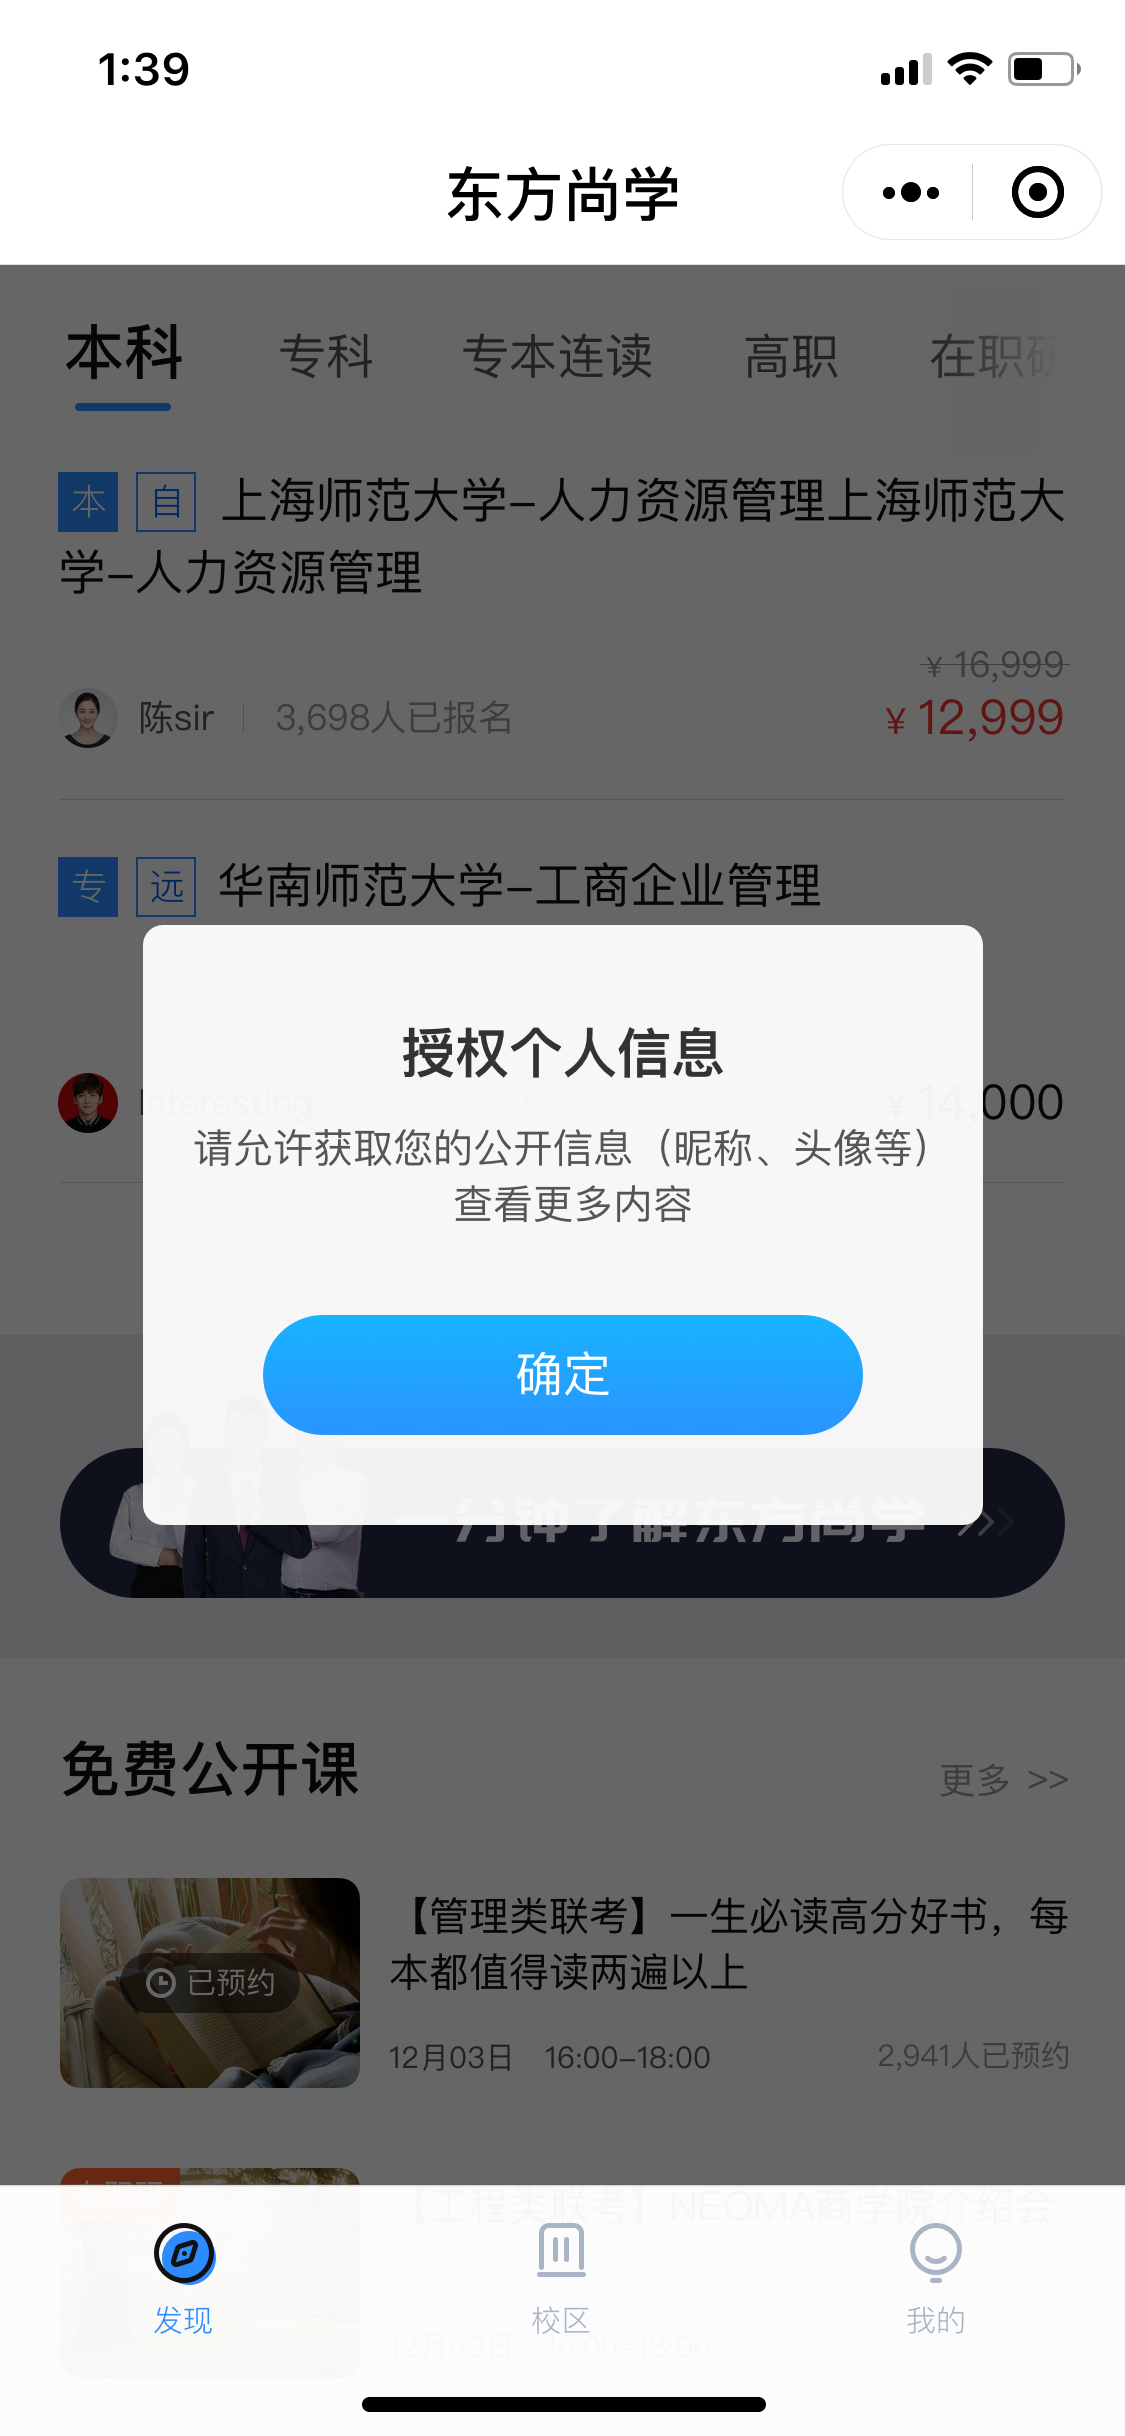 1:39
东方尚学
本科
专科
专本连读
高职
在职研
本 自 上海师范大学-人力资源管理上海师范大
学-人力资源管理
¥ 16,999
陈sir
3,698人已报名
¥ 12,999
专 远 华南师范大学-工商企业管理
授权个人信息
Interesting.
475人已报名
¥ 14,000
请允许获取您的公开信息（昵称、头像等）
查看更多内容
查看更多课程 >
确定
一分钟了解东方尚学 >>>
免费公开课
更多 >>
【管理类联考】一生必读高分好书，每
本都值得读两遍以上
已预约
12月03日 16:00-18:00
2,941人已预约
【工程类联考】NEOMA商学院介绍会
12月03日 16:00-18:00
发现
校区
我的